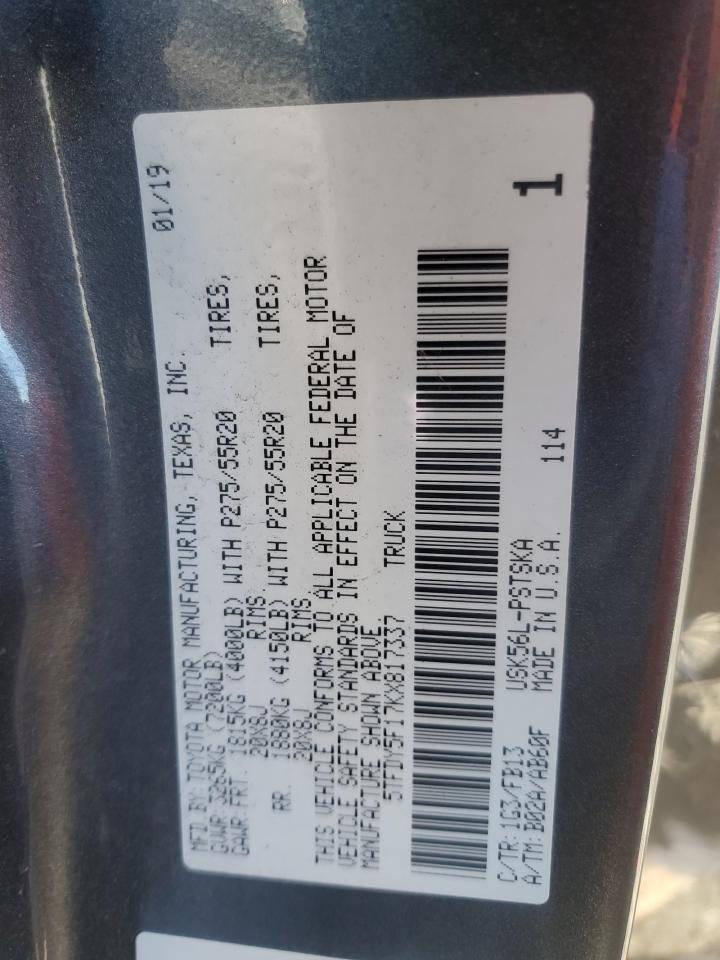 MFD. BY: TOYOTA MOTOR MANUFACTURING, TEXAS, INC. 01/19
GVWR: 3265KG (7200LB)
GAWR: FRT. 1815KG (4000LB) WITH P275/55R20 TIRES,
20X8J RIMS
RR. 1880KG (4150LB) WITH P275/55R20 TIRES,
20X8J RIMS,
THIS VEHICLE CONFORMS TO ALL APPLICABLE FEDERAL MOTOR
VEHICLE SAFETY STANDARDS IN EFFECT ON THE DATE OF
MANUFACTURE SHOWN ABOVE.
5TFDY5F17KKX817337 TRUCK
1
C/TR: 1G3/FB13 USK56L-PSTSKA 114
A/TM: B02A/AB60F MADE IN U.S.A.